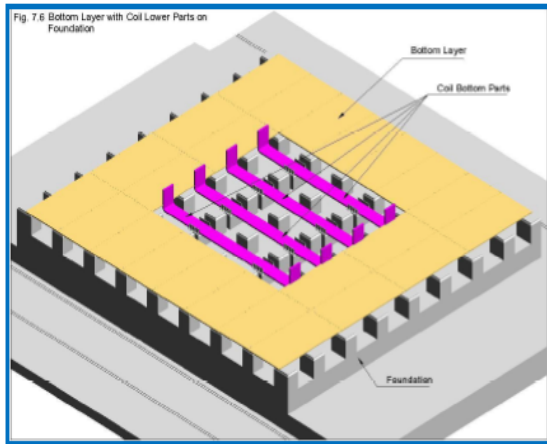 Fig. 7.6 Bottom Layer with Coil Lower Parts on
Foundation
Bottom Layer
Coil Bottom Parts
Foundation